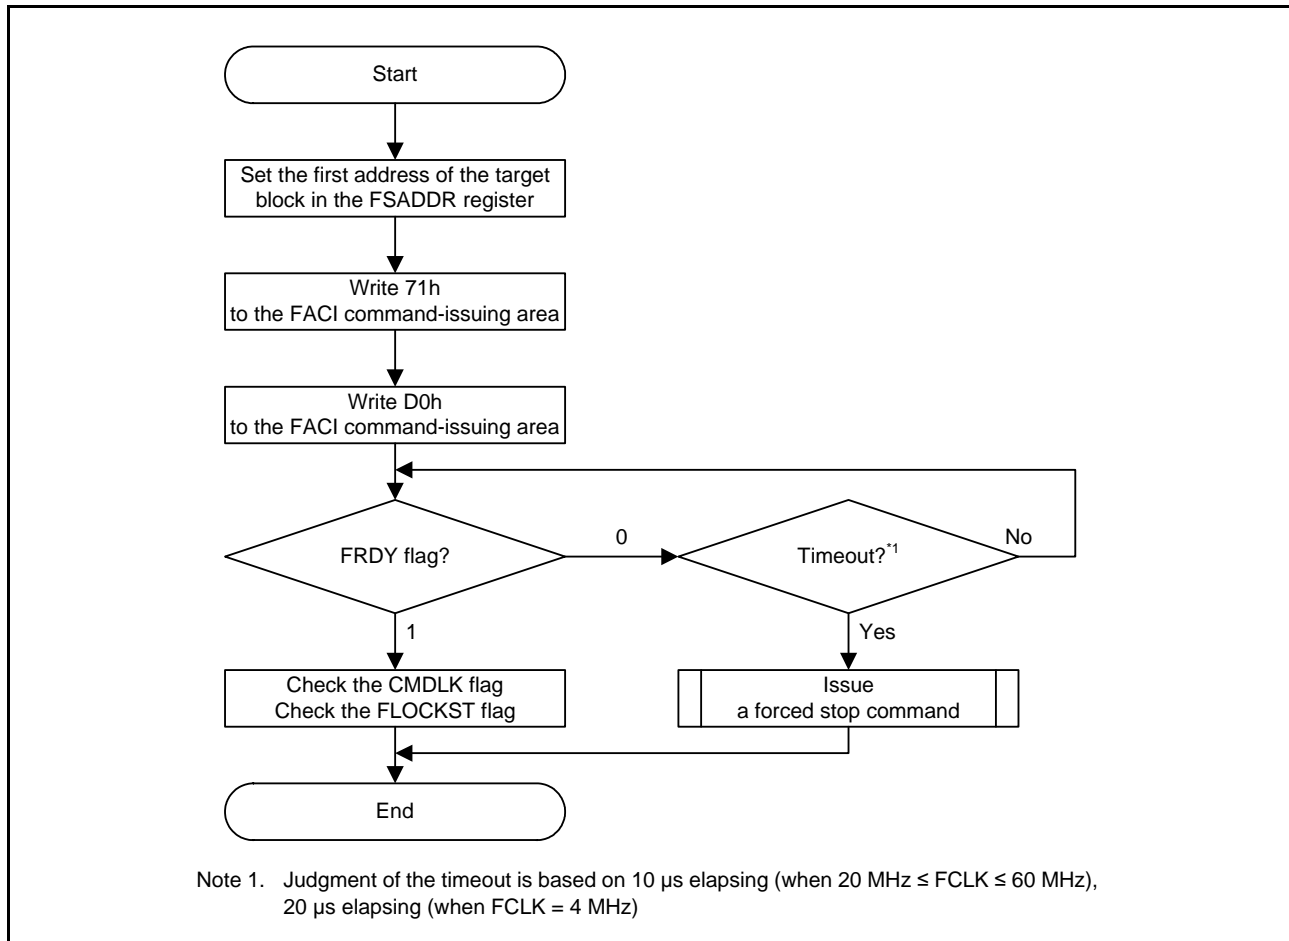 Start
Set the first address of the target
block in the FSADDR register
Write 71h
to the FACI command-issuing area
Write D0h
to the FACI command-issuing area
FRDY flag?
0
Timeout?*1
No
1
Yes
Check the CMDLK flag
Check the FLOCKST flag
Issue
a forced stop command
End
Note 1. Judgment of the timeout is based on 10 µs elapsing (when 20 MHz ≤ FCLK ≤ 60 MHz),
20 µs elapsing (when FCLK = 4 MHz)